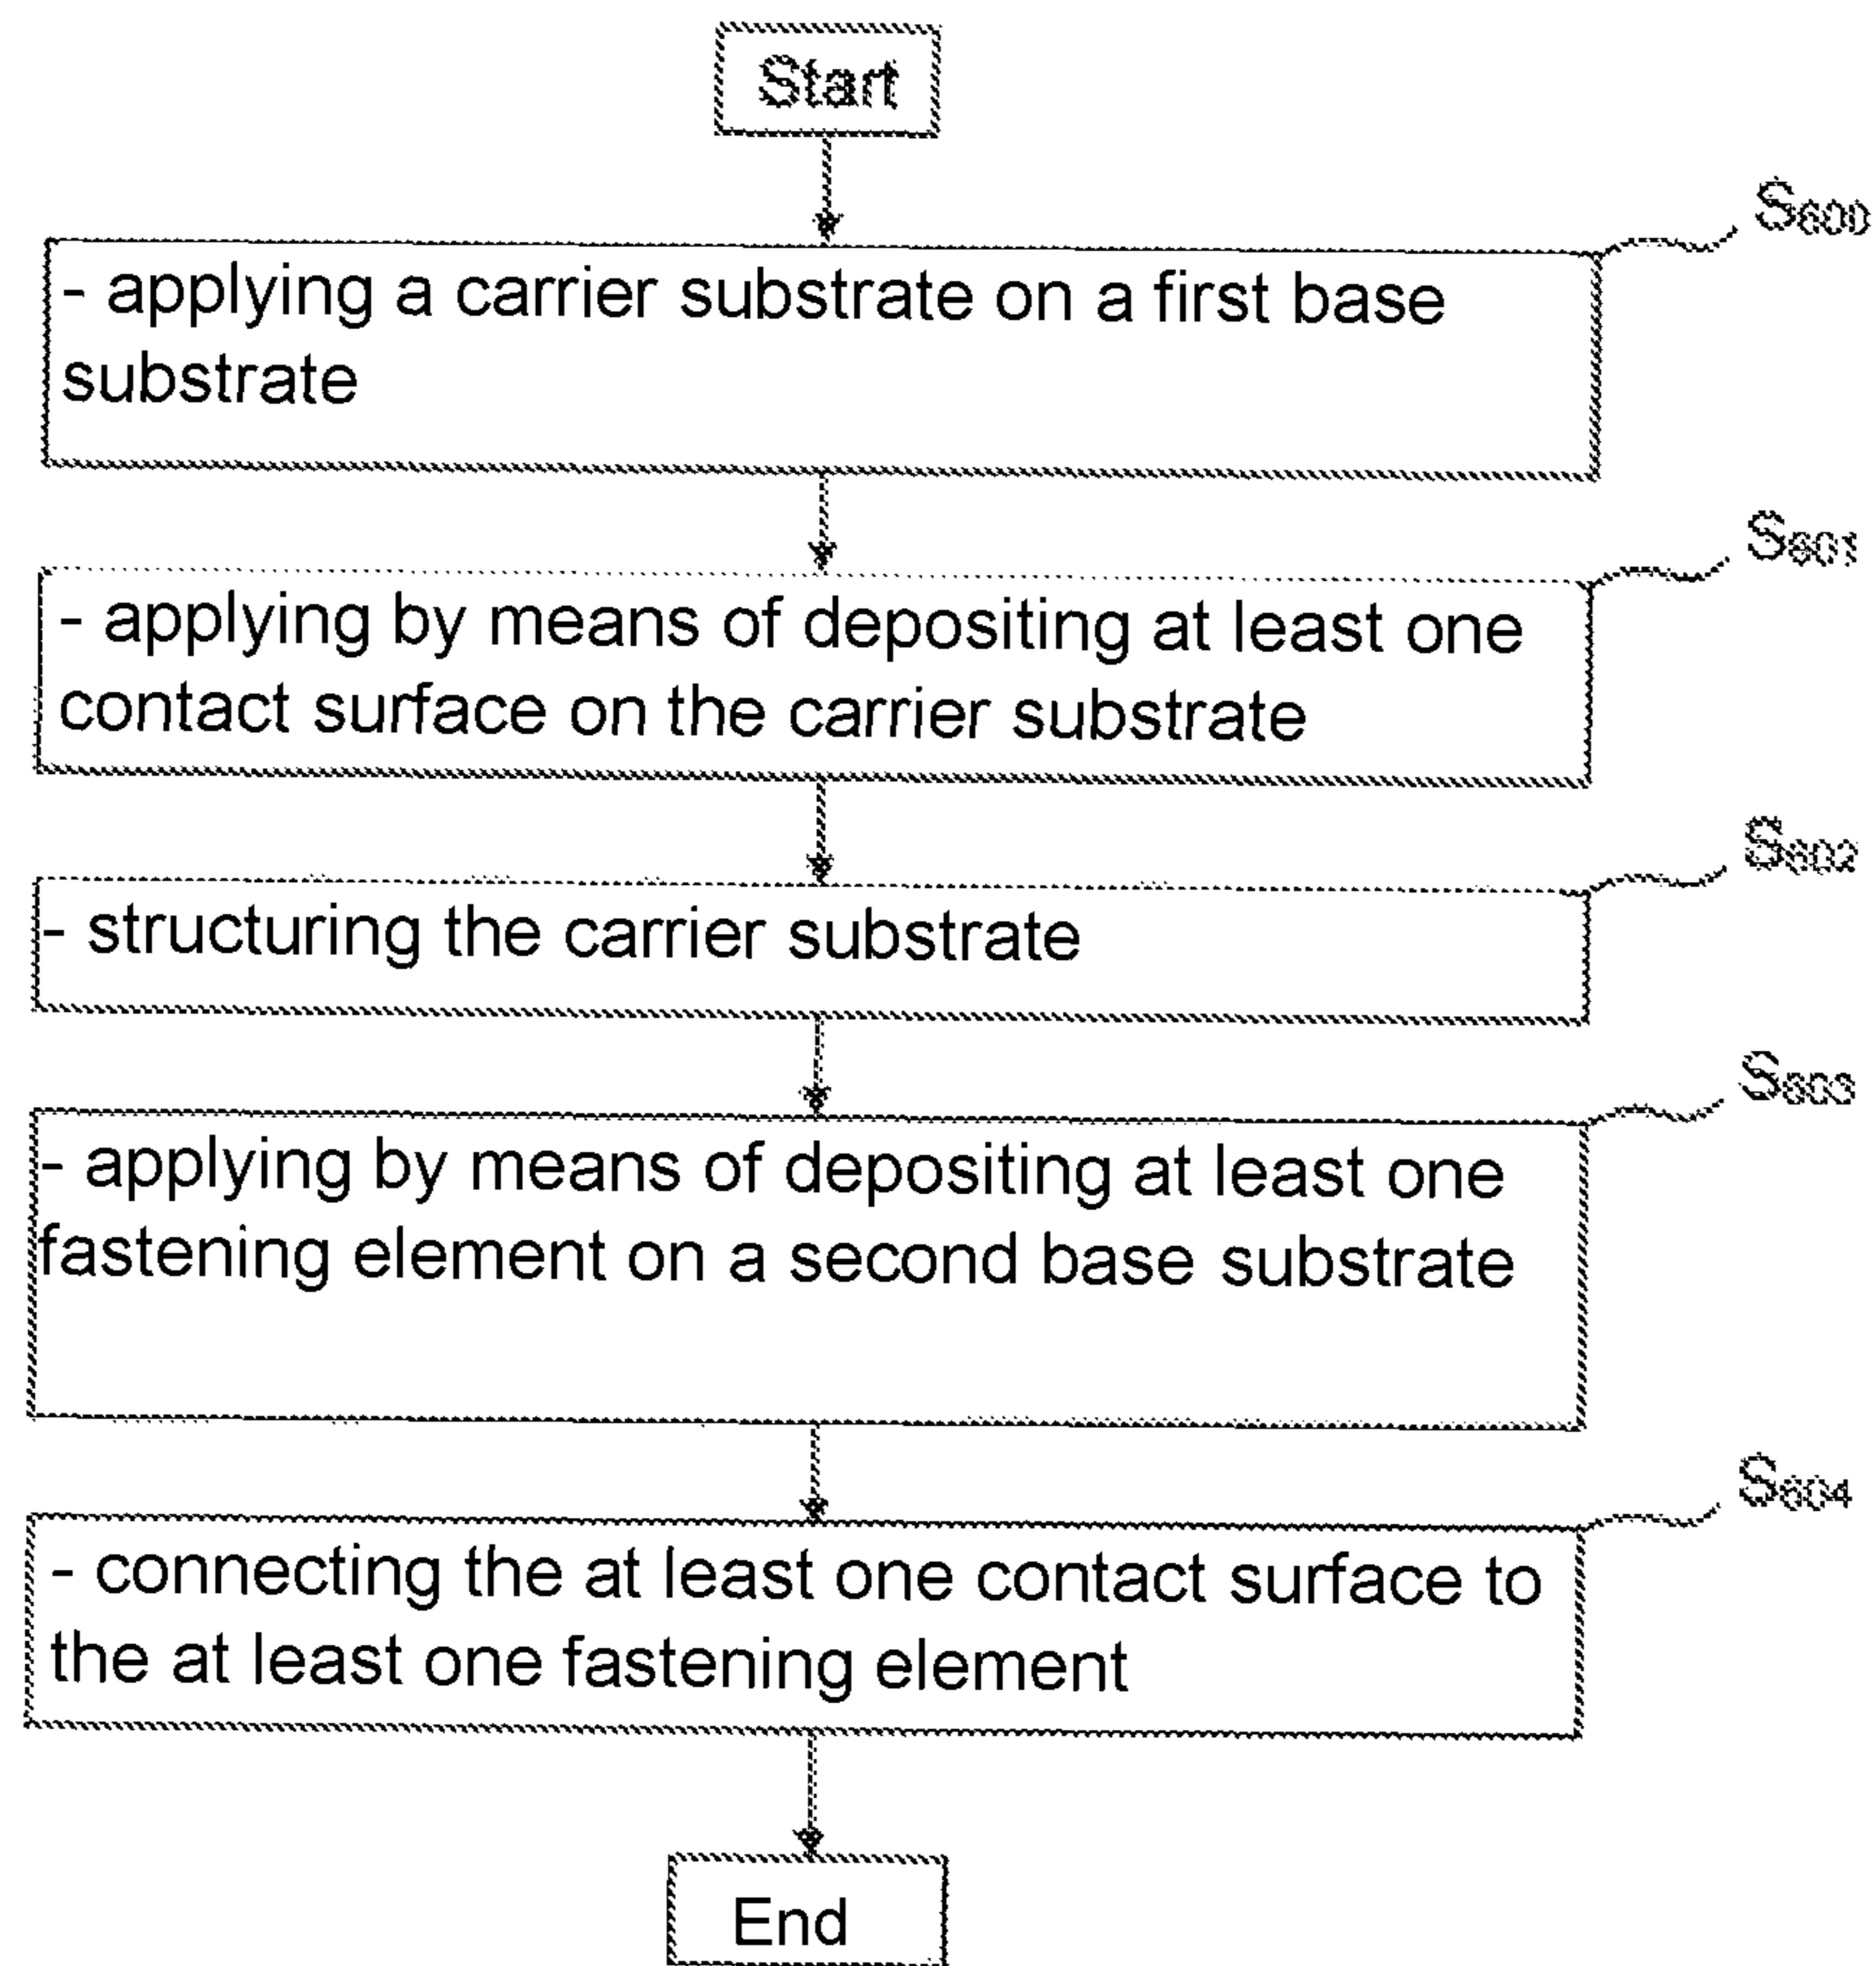 Start
S600
- applying a carrier substrate on a first base
substrate
S601
- applying by means of depositing at least one
contact surface on the carrier substrate
S602
- structuring the carrier substrate
S603
- applying by means of depositing at least one
fastening element on a second base substrate
S604
- connecting the at least one contact surface to
the at least one fastening element
End